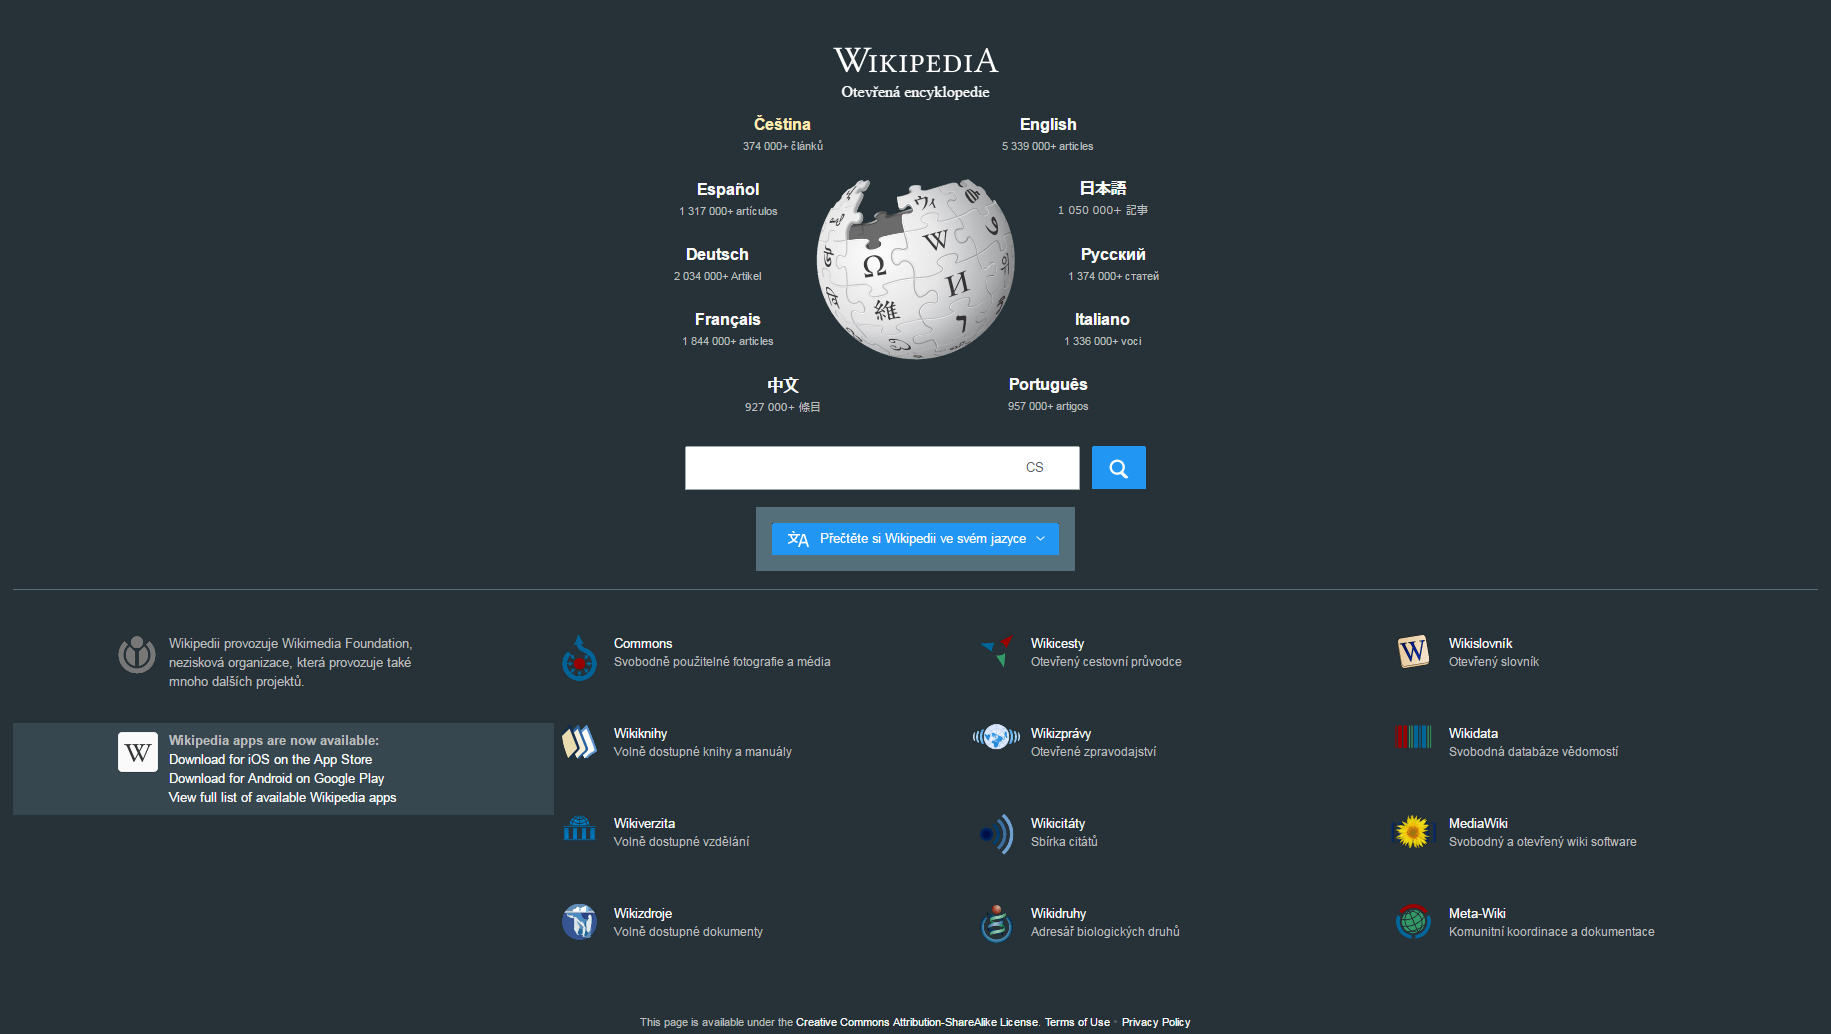 WIKIPEDIA
Otevřená encyklopedie
Čeština
374 000+ článků
English
5 339 000+ articles
Español
1 317 000+ artículos
日本語
1 050 000+ 記事
Deutsch
2 034 000+ Artikel
Русский
1 374 000+ статей
Français
1 844 000+ articles
Italiano
1 336 000+ voci
中文
927 000+ 條目
Português
957 000+ artigos
Ω
W
И
維
ウィ
CS
Přečtěte si Wikipedii ve svém jazyce
Wikipedii provozuje Wikimedia Foundation,
nezisková organizace, která provozuje také
mnoho dalších projektů.
W
Wikipedia apps are now available:
Download for iOS on the App Store
Download for Android on Google Play
View full list of available Wikipedia apps
Commons
Svobodně použitelné fotografie a média
Wikicesty
Otevřený cestovní průvodce
W
Wikislovník
Otevřený slovník
Wikiknihy
Volně dostupné knihy a manuály
Wikizprávy
Otevřené zpravodajství
Wikidata
Svobodná databáze vědomostí
Wikiverzita
Volně dostupné vzdělání
Wikicitáty
Sbírka citátů
MediaWiki
Svobodný a otevřený wiki software
Wikizdroje
Volně dostupné dokumenty
Wikidruhy
Adresář biologických druhů
Meta-Wiki
Komunitní koordinace a dokumentace
This page is available under the Creative Commons Attribution-ShareAlike License. Terms of Use • Privacy Policy